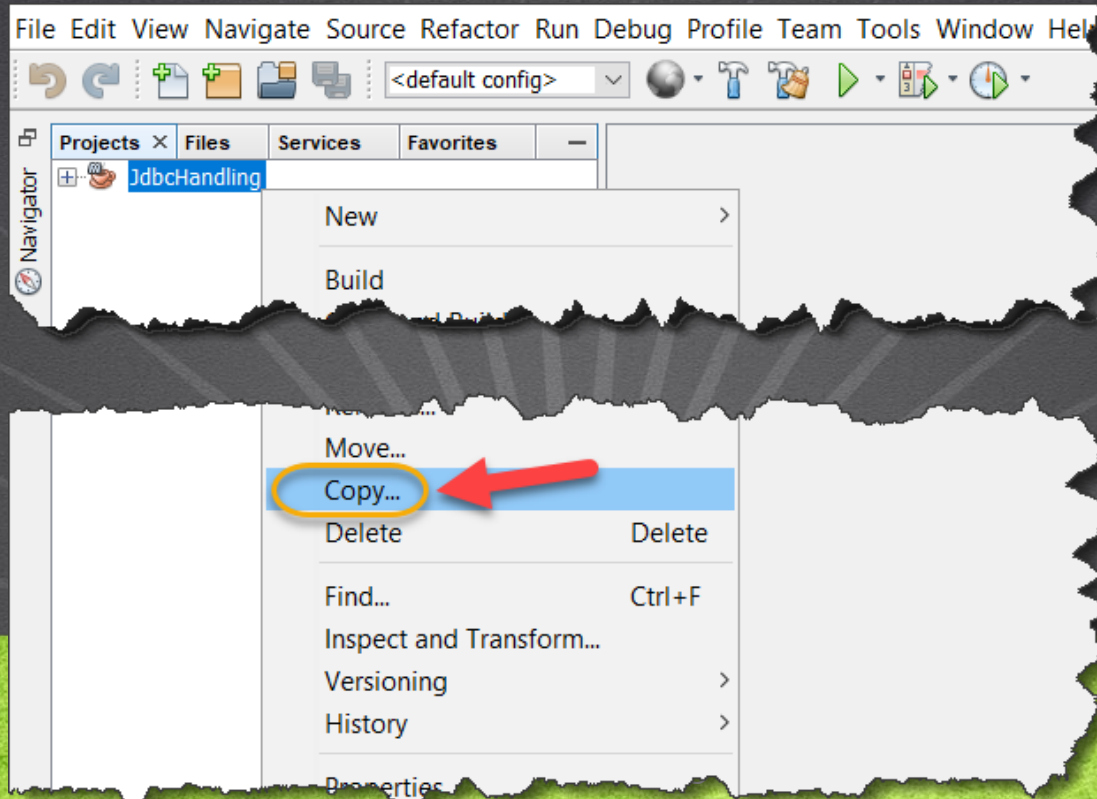 File Edit View Navigate Source Refactor Run Debug Profile Team Tools Window
<default config>
Projects Files Services Favorites
Navigator
JdbcHandling
New
Build
Move...
Copy...
Delete Delete
Find... Ctrl+F
Inspect and Transform...
Versioning
History
Properties